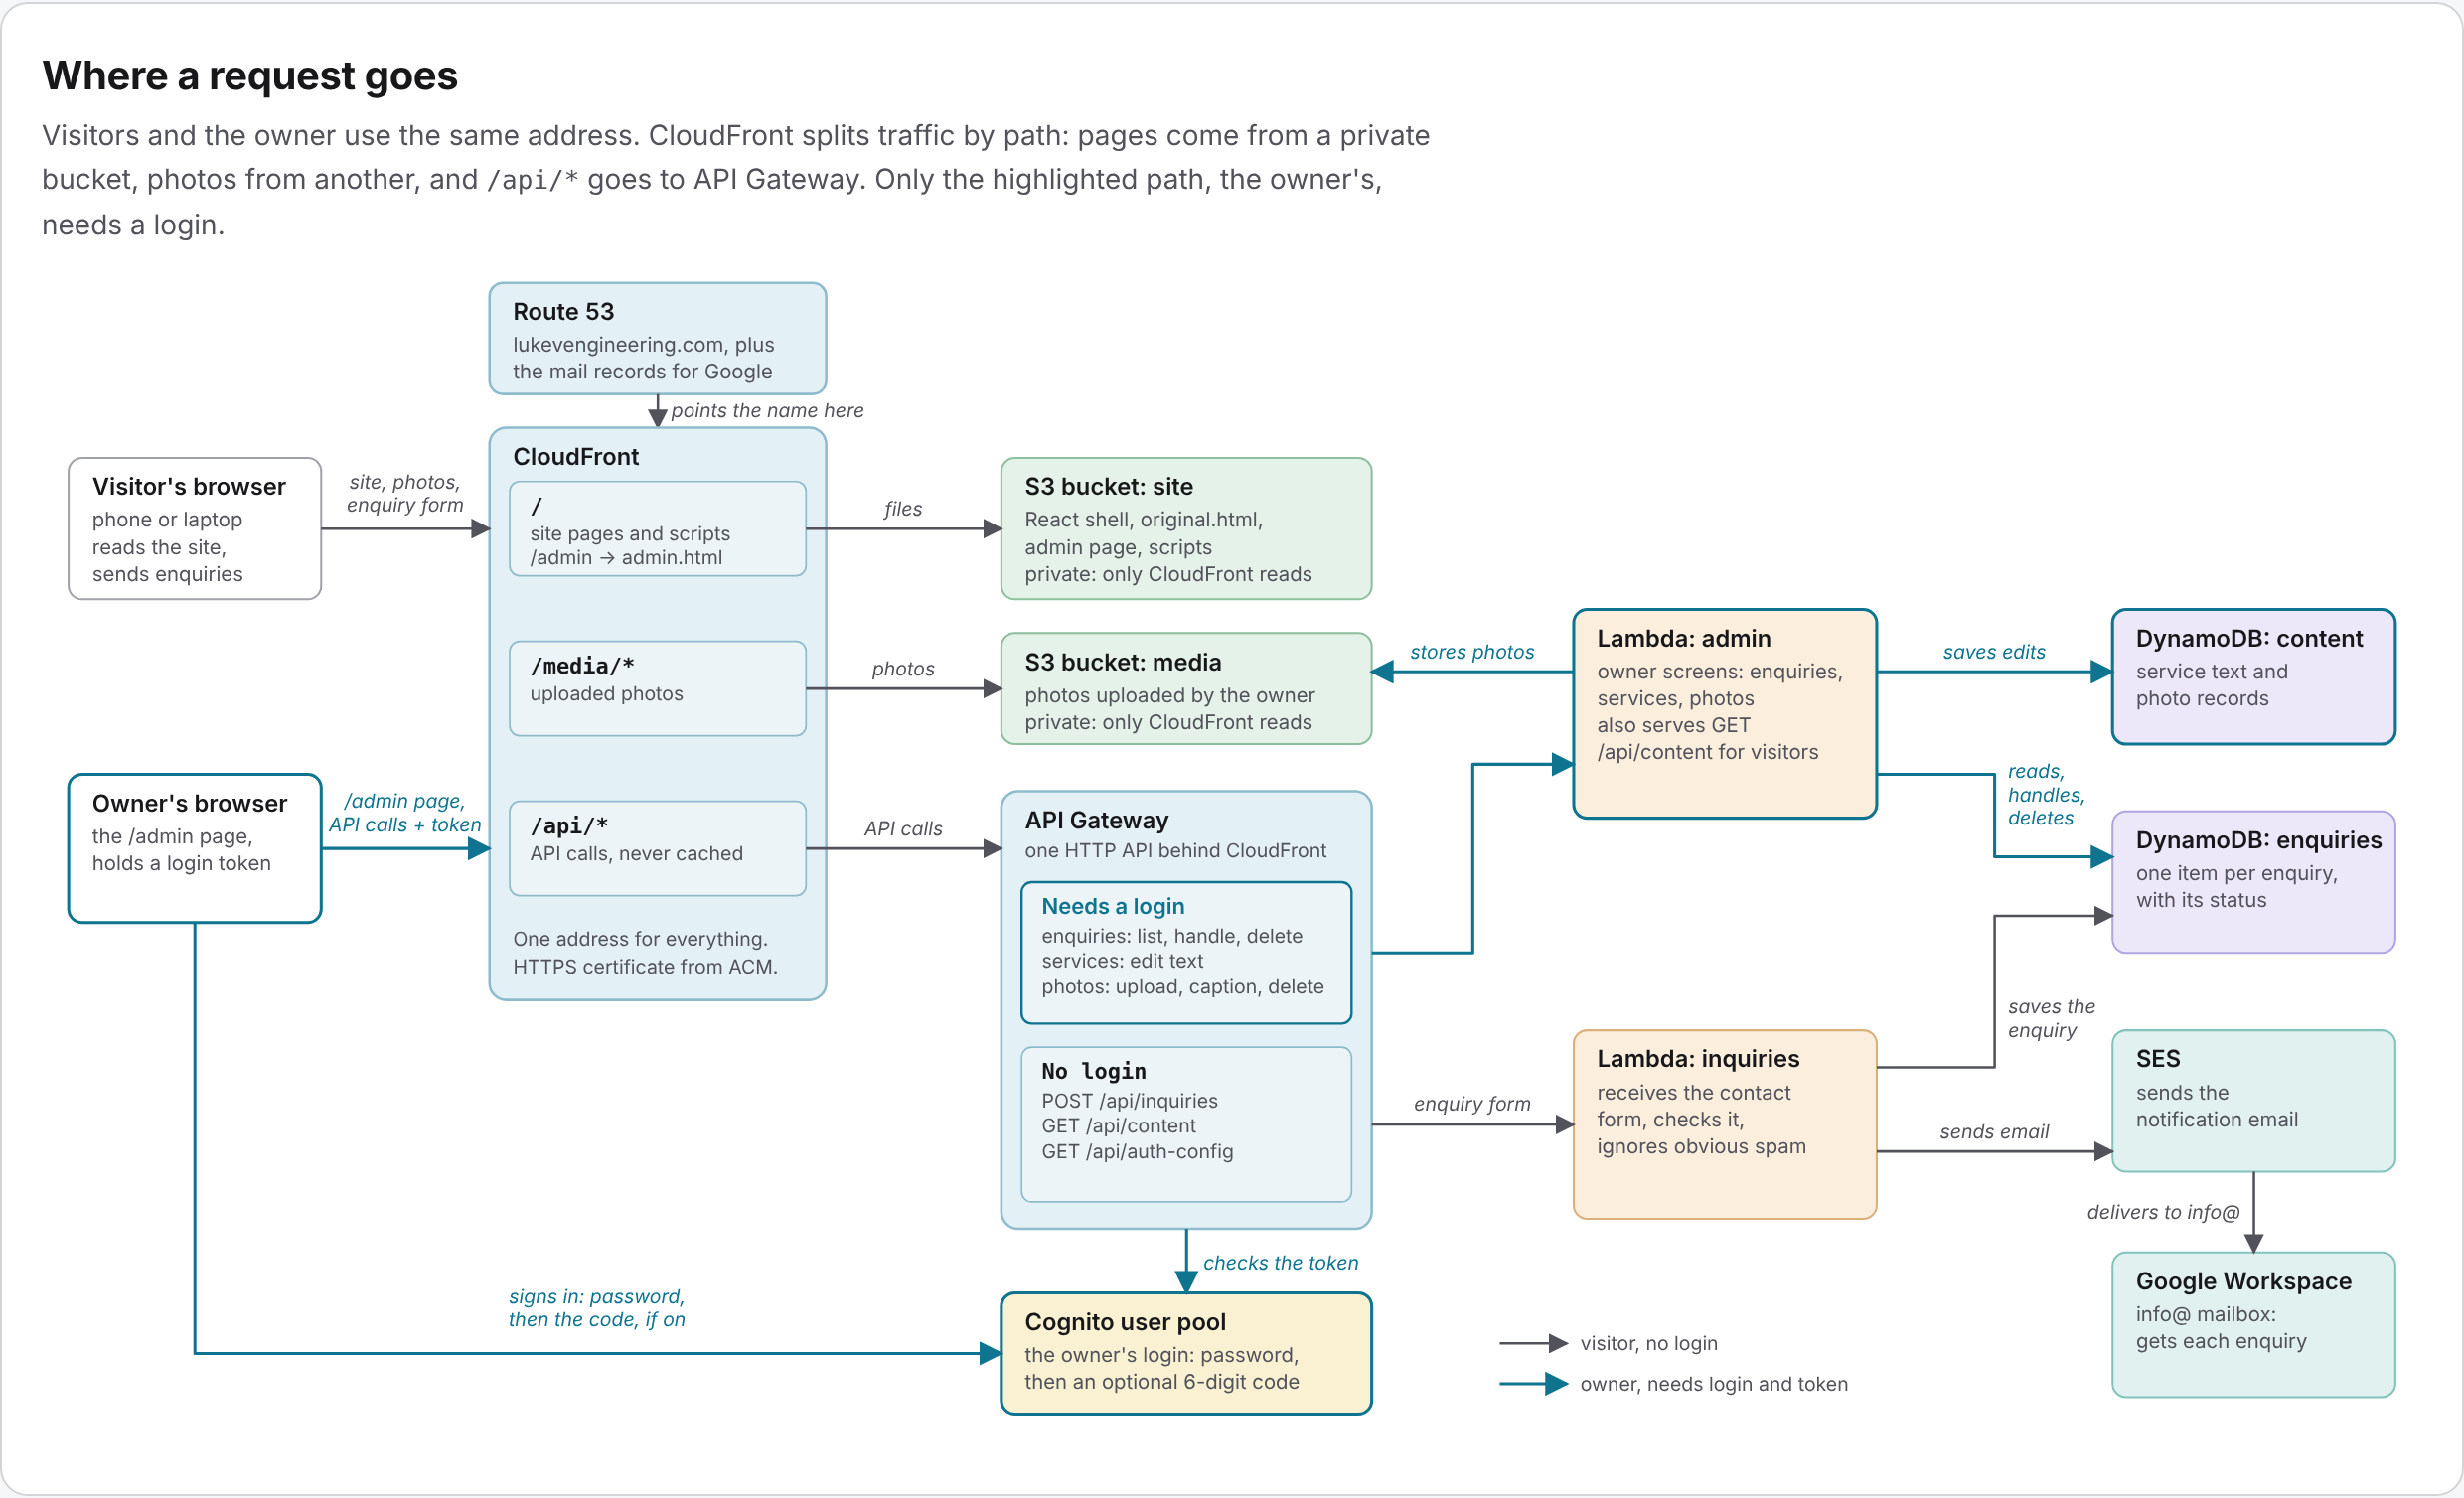 Where a request goes
Visitors and the owner use the same address. CloudFront splits traffic by path: pages come from a private
bucket, photos from another, and /api/* goes to API Gateway. Only the highlighted path, the owner's,
needs a login.
Route 53
lukevengineering.com, plus
the mail records for Google
points the name here
Visitor's browser
phone or laptop
reads the site,
sends enquiries
site, photos,
enquiry form
CloudFront
/
site pages and scripts
/admin → admin.html
files
S3 bucket: site
React shell, original.html,
admin page, scripts
private: only CloudFront reads
/media/*
uploaded photos
photos
S3 bucket: media
photos uploaded by the owner
private: only CloudFront reads
stores photos
Lambda: admin
owner screens: enquiries,
services, photos
also serves GET
/api/content for visitors
saves edits
DynamoDB: content
service text and
photo records
Owner's browser
the /admin page,
holds a login token
/admin page,
API calls + token
/api/*
API calls, never cached
One address for everything.
HTTPS certificate from ACM.
API calls
API Gateway
one HTTP API behind CloudFront
Needs a login
enquiries: list, handle, delete
services: edit text
photos: upload, caption, delete
No login
POST /api/inquiries
GET /api/content
GET /api/auth-config
reads,
handles,
deletes
DynamoDB: enquiries
one item per enquiry,
with its status
enquiry form
Lambda: inquiries
receives the contact
form, checks it,
ignores obvious spam
saves the
enquiry
sends email
SES
sends the
notification email
delivers to info@
Google Workspace
info@ mailbox:
gets each enquiry
checks the token
signs in: password,
then the code, if on
Cognito user pool
the owner's login: password,
then an optional 6-digit code
visitor, no login
owner, needs login and token